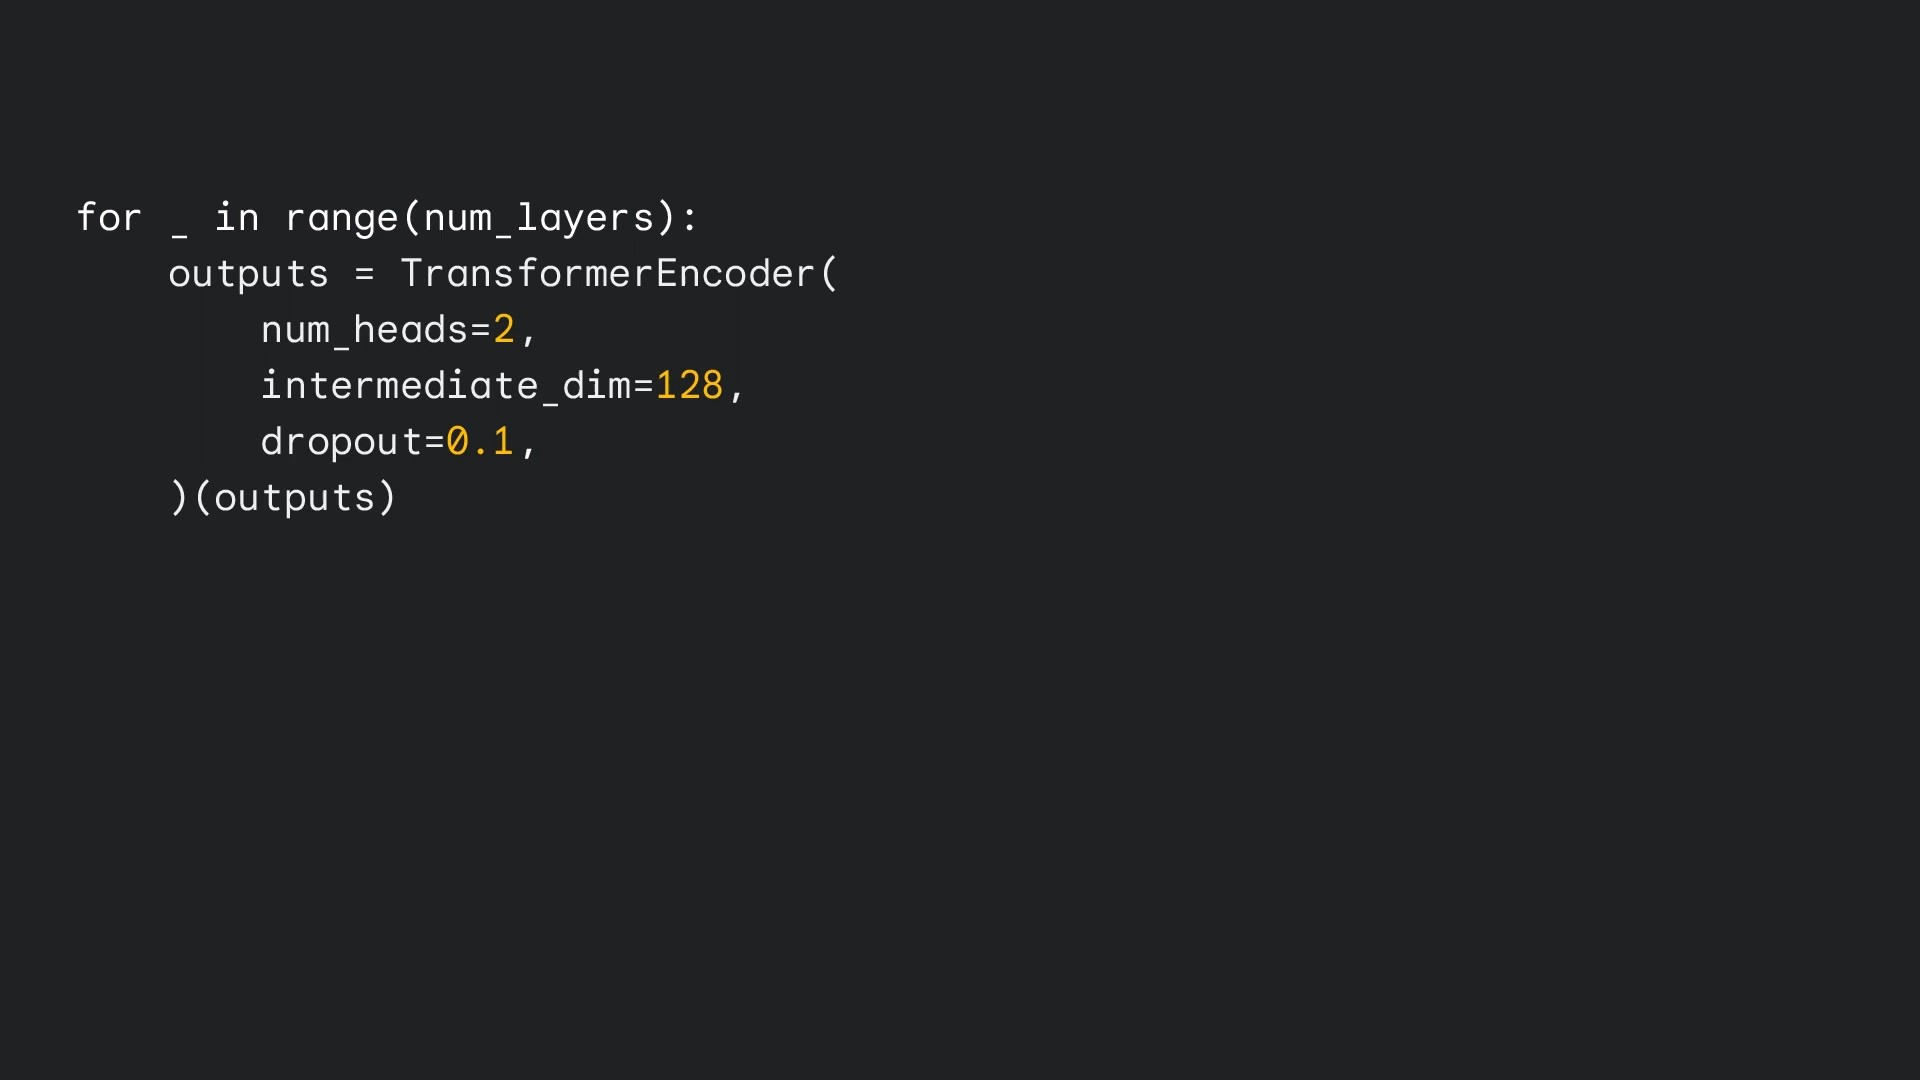 for _ in range(num_layers):
    outputs = TransformerEncoder(
        num_heads=2,
        intermediate_dim=128,
        dropout=0.1,
    )(outputs)